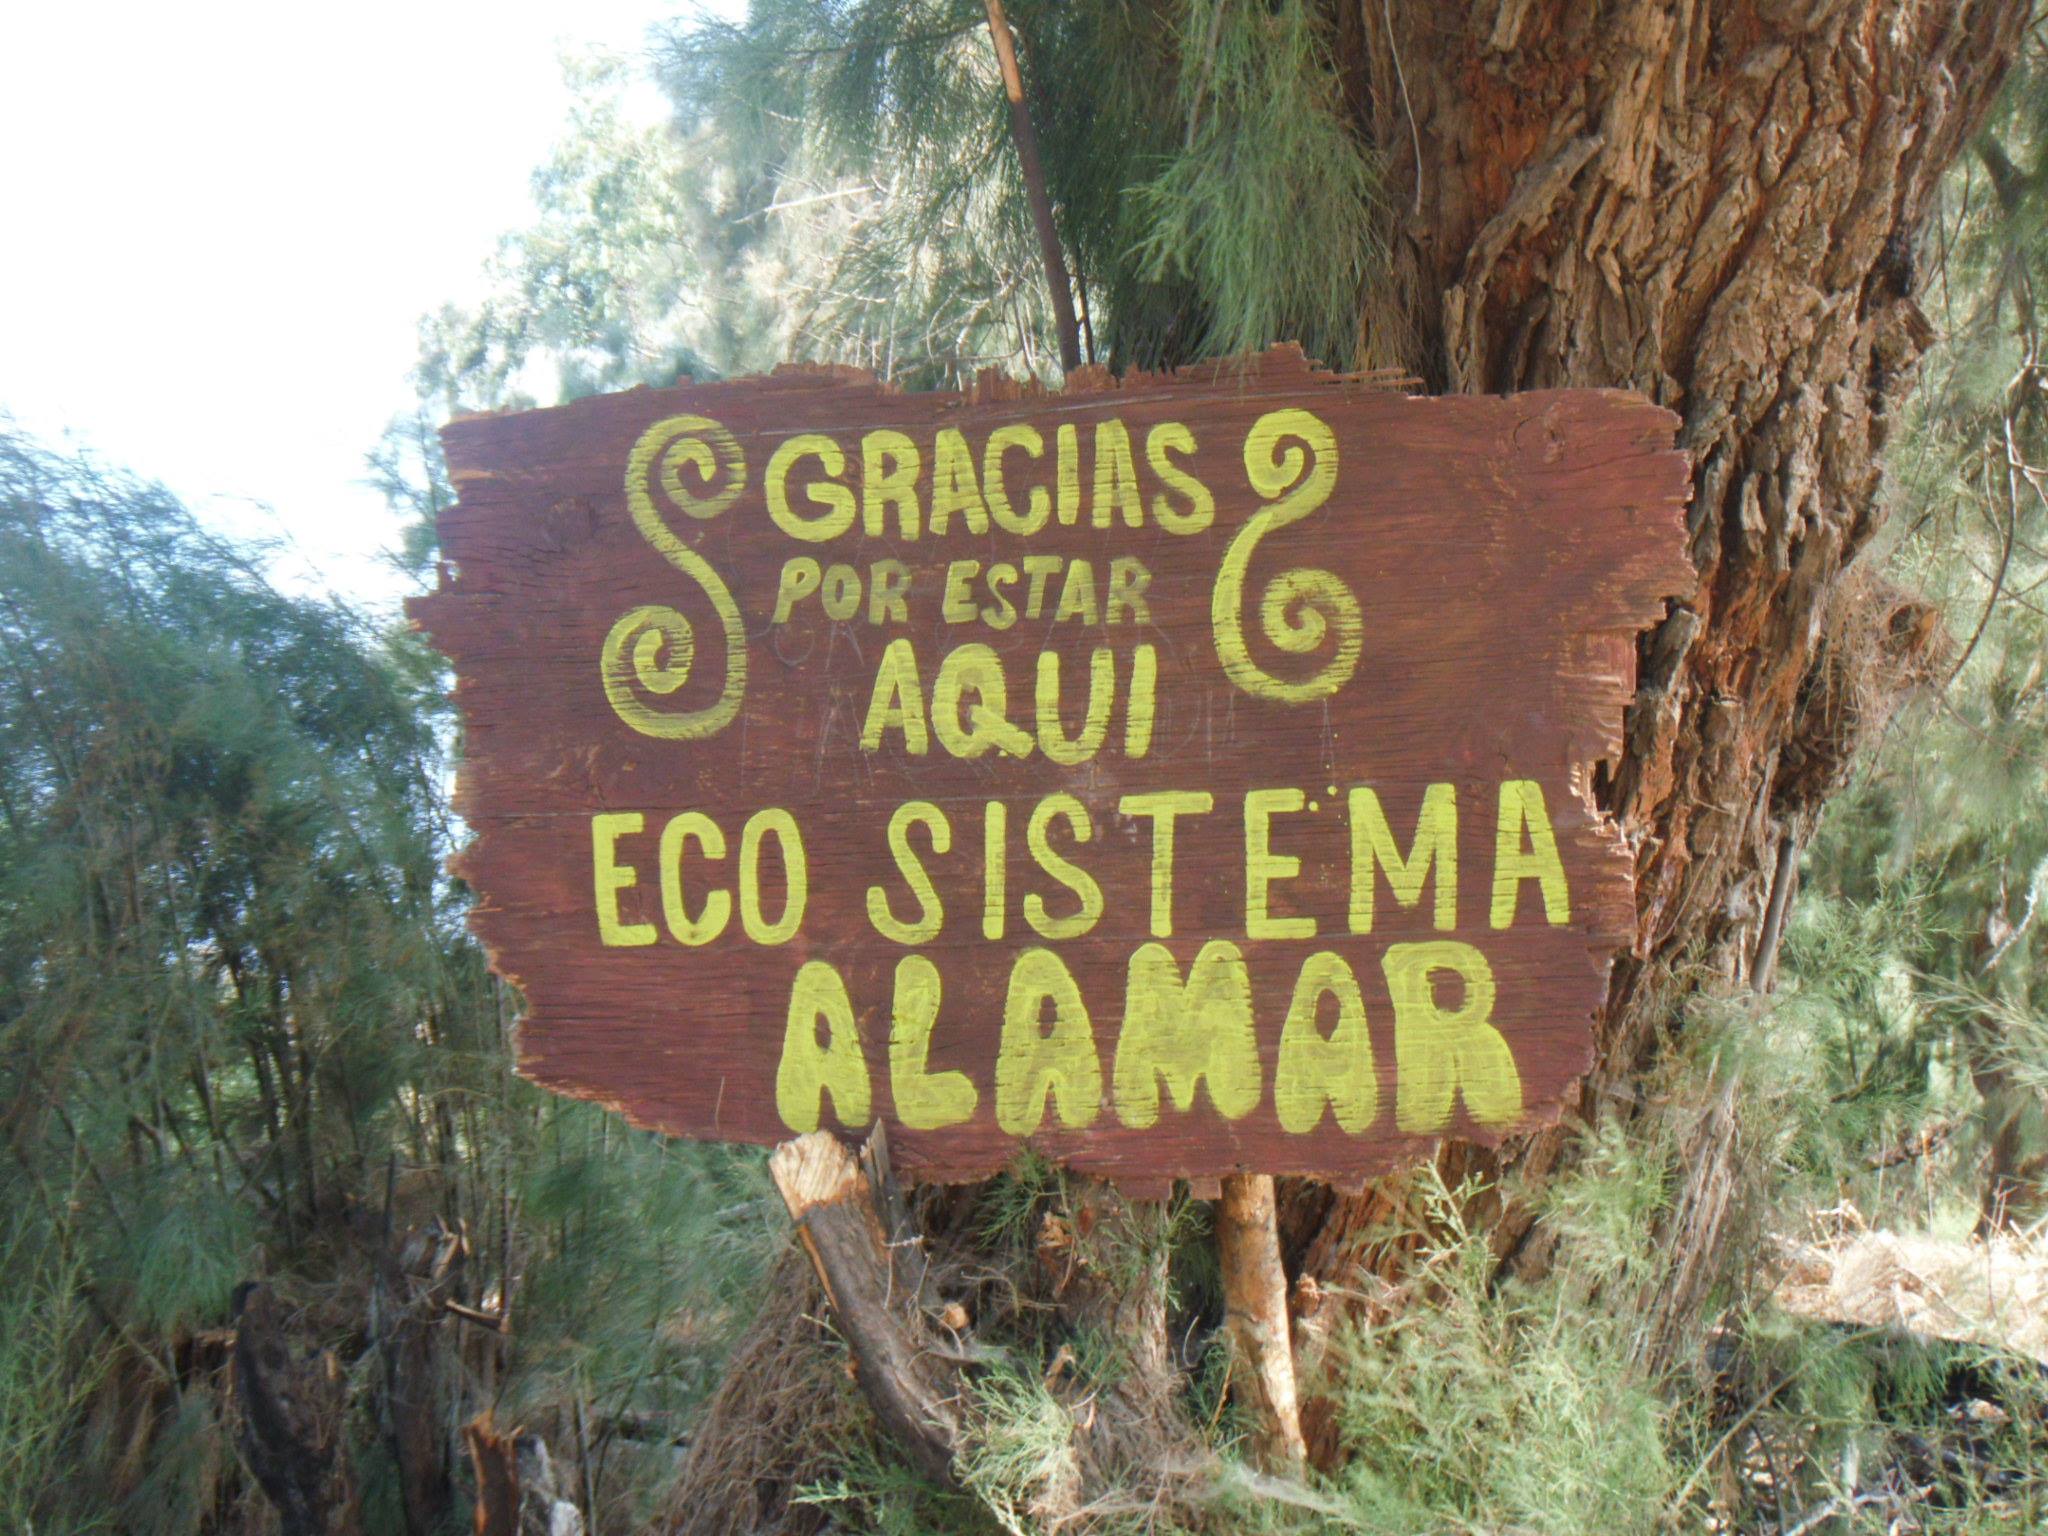 GRACIAS
POR ESTAR
AQUI
ECO SISTEMA
ALAMAR